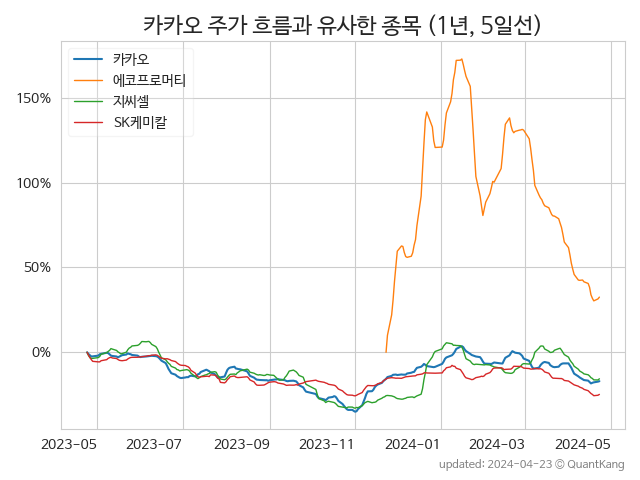 카카오 주가 흐름과 유사한 종목 (1년, 5일선)
카카오
에코프로머티
지씨셀
SK케미칼
150%
100%
50%
0%
2023-05 2023-07 2023-09 2023-11 2024-01 2024-03 2024-05
updated: 2024-04-23 © QuantKang